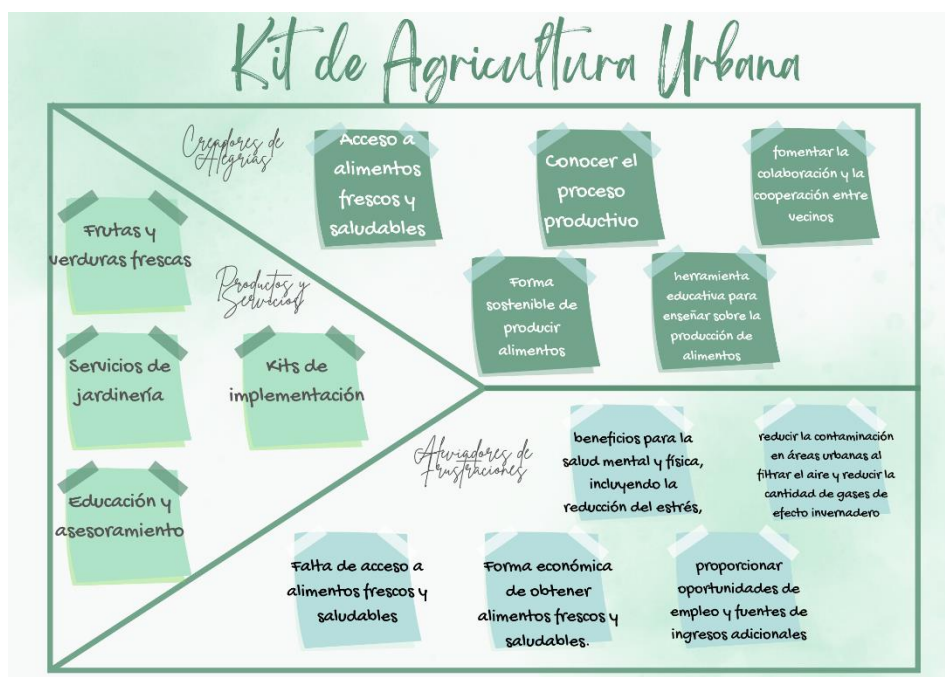 Kit de Agricultura Urbana
Creadores de
Alegrías
Acceso a
alimentos
frescos y
saludables
Conocer el
proceso
productivo
fomentar la
colaboración y la
cooperación entre
vecinos
Forma
sostenible de
producir
alimentos
herramienta
educativa para
enseñar sobre la
producción de
alimentos
Productos y
Servicios
Frutas y
verduras frescas
Servicios de
jardinería
Kits de
implementación
Educación y
asesoramiento
Aliviadores de
Frustraciones
beneficios para la
salud mental y física,
incluyendo la
reducción del estrés,
reducir la contaminación
en áreas urbanas al
filtrar el aire y reducir la
cantidad de gases de
efecto invernadero
Falta de acceso a
alimentos frescos y
saludables
Forma económica
de obtener
alimentos frescos y
saludables.
proporcionar
oportunidades de
empleo y fuentes de
ingresos adicionales